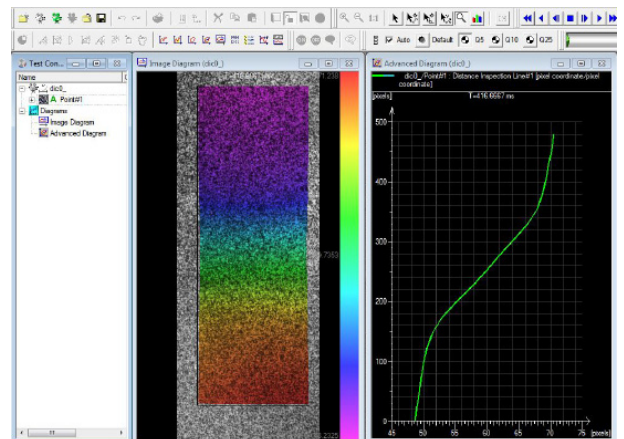 1:1
Auto Default Q5 Q10 Q25
Test Con...
Name
dic0_
A Point#1
Diagrams
Image Diagram
Advanced Diagram
Image Diagram (dic0_)
Advanced Diagram (dic0_)
dic0_/Point#1 : Distance Inspection Line#1 [pixel coordinate/pixel
coordinate]
T=416.6667 ms
[pixels]
500
400
300
200
100
0
45 50 55 60 65 70 75
[pixels]